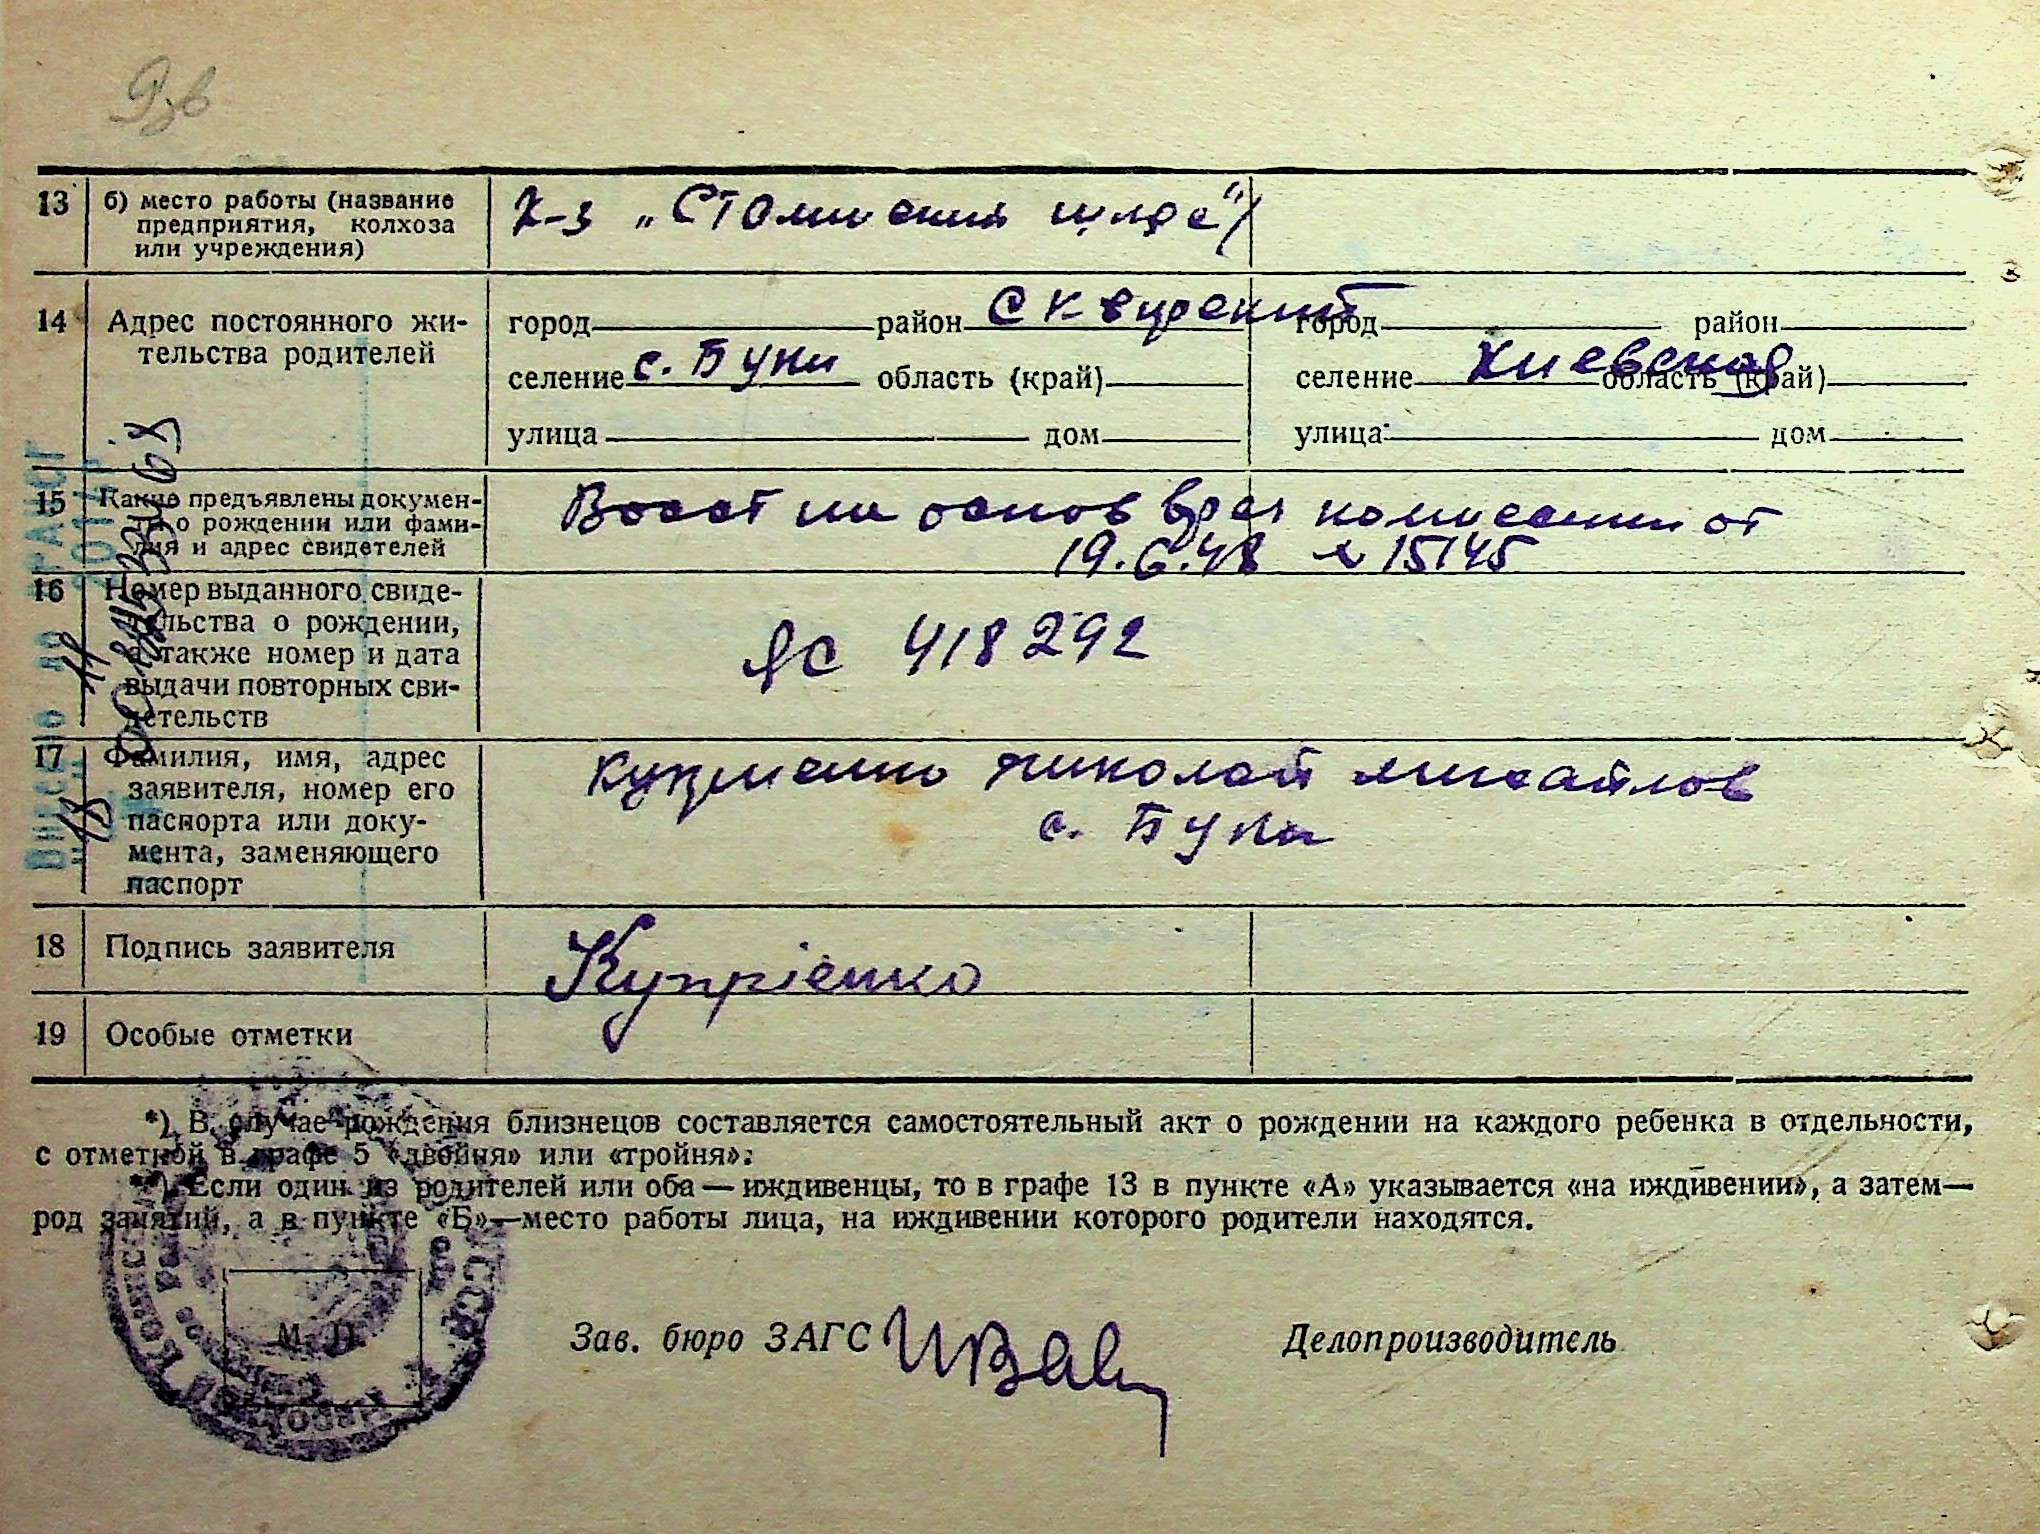 13 б) место работы (название предприятия, колхоза или учреждения)
К-з „Сталинский шлях"
14 Адрес постоянного жительства родителей
город район Сквирский город район
селение с. Буки область (край) селение Киевская область (край)
улица дом улица дом
15 Какие предъявлены документы о рождении или фамилия и адрес свидетелей
Восст на основ врач комиссии от
19.6.48 № 15145
16 Номер выданного свидетельства о рождении, а также номер и дата выдачи повторных свидетельств
ЯС 418292
17 Фамилия, имя, адрес заявителя, номер его паспорта или документа, заменяющего паспорт
Куприенко Николай Михайлов
с. Буки
18 Подпись заявителя
Купріенко
19 Особые отметки
*) В случае рождения близнецов составляется самостоятельный акт о рождении на каждого ребенка в отдельности,
с отметкой в графе 5 «двойня» или «тройня».
**) Если один из родителей или оба — иждивенцы, то в графе 13 в пункте «А» указывается «на иждивении», а затем—
род занятий, а в пункте «Б»—место работы лица, на иждивении которого родители находятся.
М. П.
Зав. бюро ЗАГС Делопроизводитель